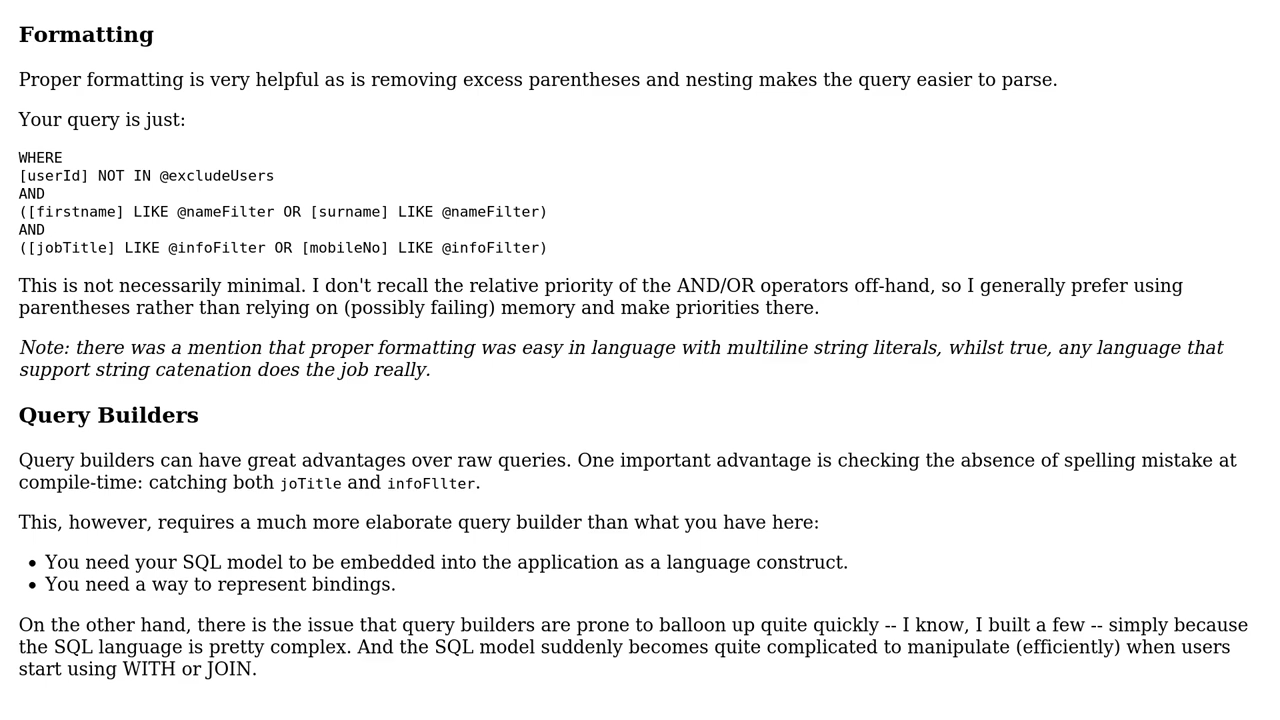 Formatting
Proper formatting is very helpful as is removing excess parentheses and nesting makes the query easier to parse.
Your query is just:
WHERE
[userId] NOT IN @excludeUsers
AND
([firstname] LIKE @nameFilter OR [surname] LIKE @nameFilter)
AND
([jobTitle] LIKE @infoFilter OR [mobileNo] LIKE @infoFilter)
This is not necessarily minimal. I don't recall the relative priority of the AND/OR operators off-hand, so I generally prefer using
parentheses rather than relying on (possibly failing) memory and make priorities there.
Note: there was a mention that proper formatting was easy in language with multiline string literals, whilst true, any language that
support string catenation does the job really.
Query Builders
Query builders can have great advantages over raw queries. One important advantage is checking the absence of spelling mistake at
compile-time: catching both joTitle and infoFllter.
This, however, requires a much more elaborate query builder than what you have here:
• You need your SQL model to be embedded into the application as a language construct.
• You need a way to represent bindings.
On the other hand, there is the issue that query builders are prone to balloon up quite quickly -- I know, I built a few -- simply because
the SQL language is pretty complex. And the SQL model suddenly becomes quite complicated to manipulate (efficiently) when users
start using WITH or JOIN.